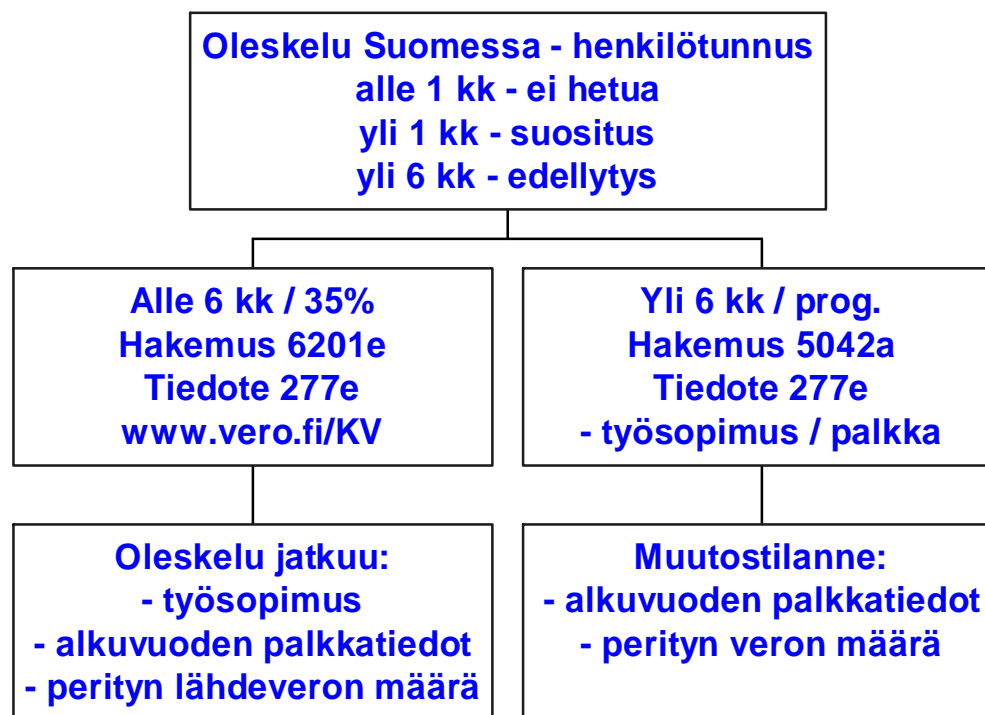 Oleskelu Suomessa - henkilötunnus
alle 1 kk - ei hetua
yli 1 kk - suositus
yli 6 kk - edellytys
Alle 6 kk / 35%
Hakemus 6201e
Tiedote 277e
www.vero.fi/KV
Yli 6 kk / prog.
Hakemus 5042a
Tiedote 277e
- työsopimus / palkka
Oleskelu jatkuu:
- työsopimus
- alkuvuoden palkkatiedot
- perityn lähdeveron määrä
Muutostilanne:
- alkuvuoden palkkatiedot
- perityn veron määrä